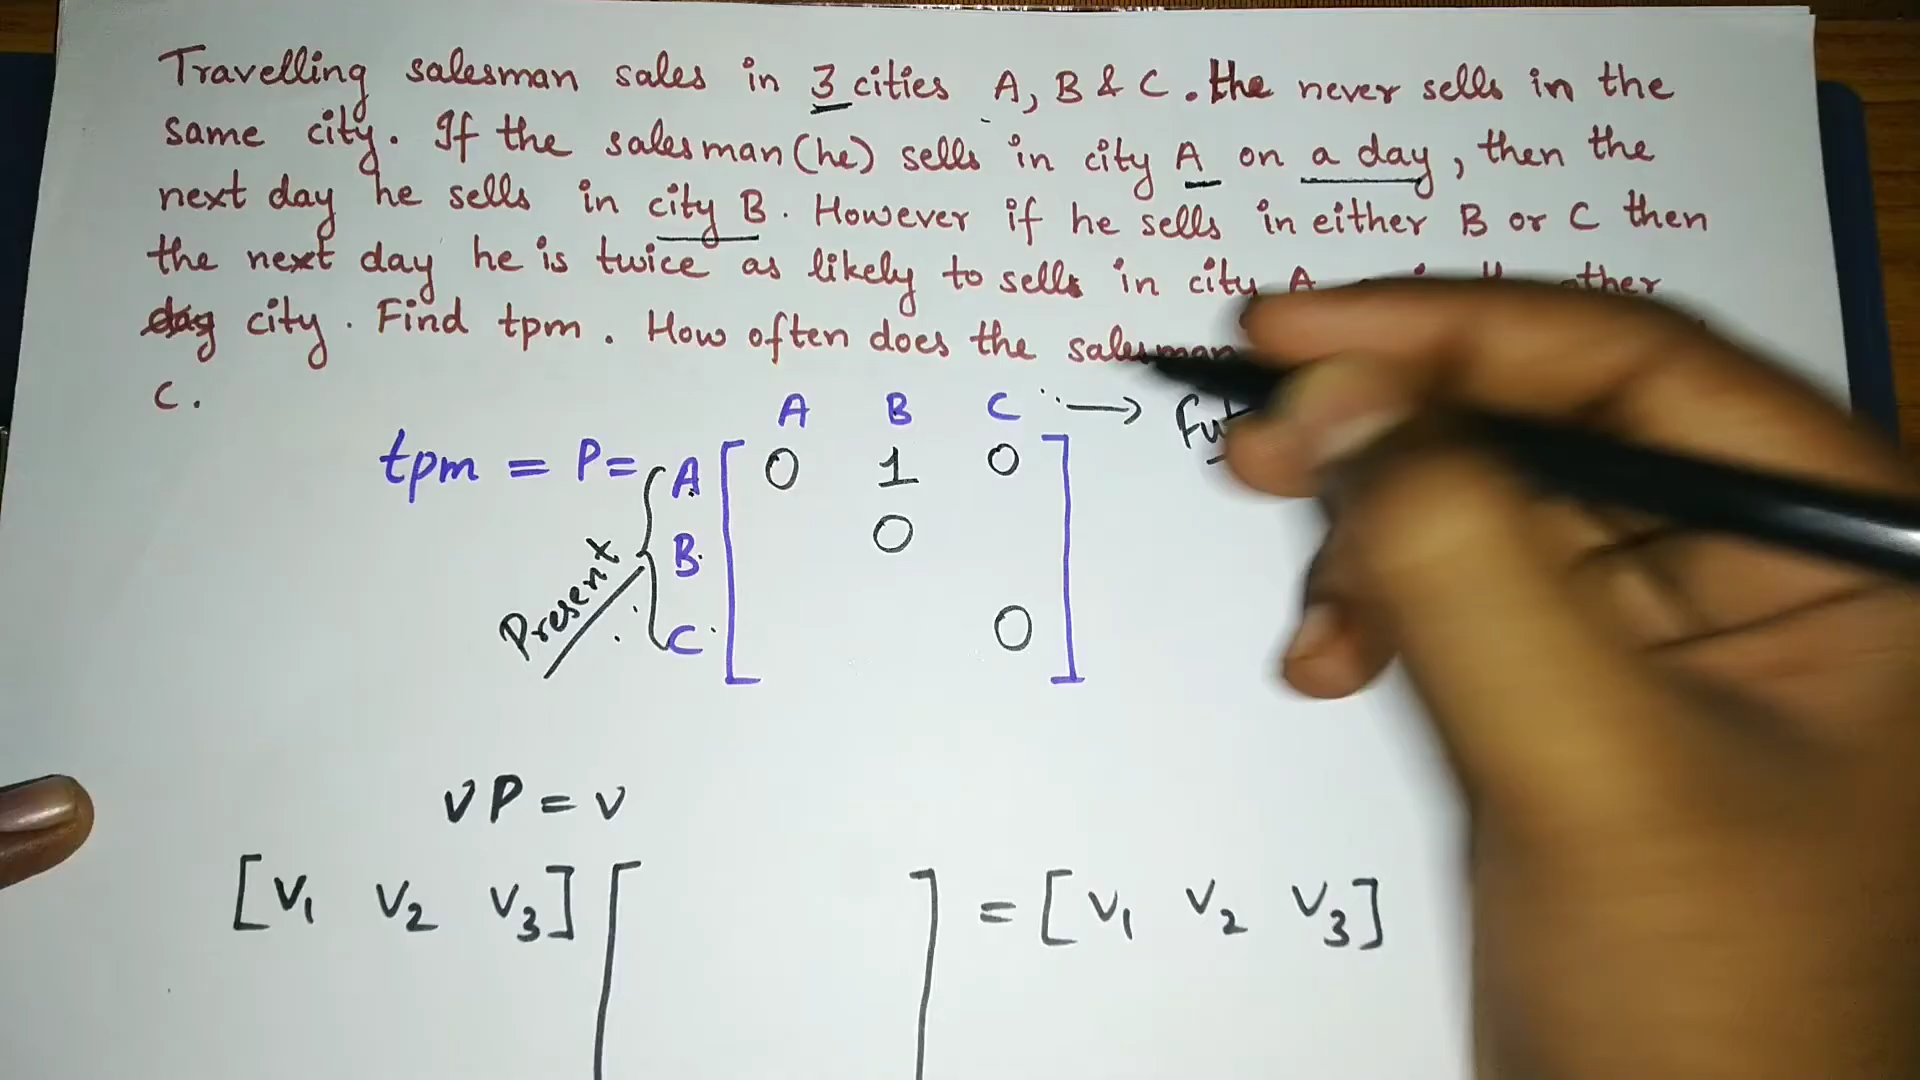 Travelling salesman sales in 3 cities A, B & C. the never sells in the
same city. If the salesman (he) sells in city A on a day, then the
next day he sells in city B. However if he sells in either B or C then
the next day he is twice as likely to sells in city A
day city. Find tpm. How often does the salesman
C.
A B C →
tpm = P = A [ 0 1 0 ]
B 0
Present
C 0
VP = V
[V1 V2 V3] [ ] = [V1 V2 V3]